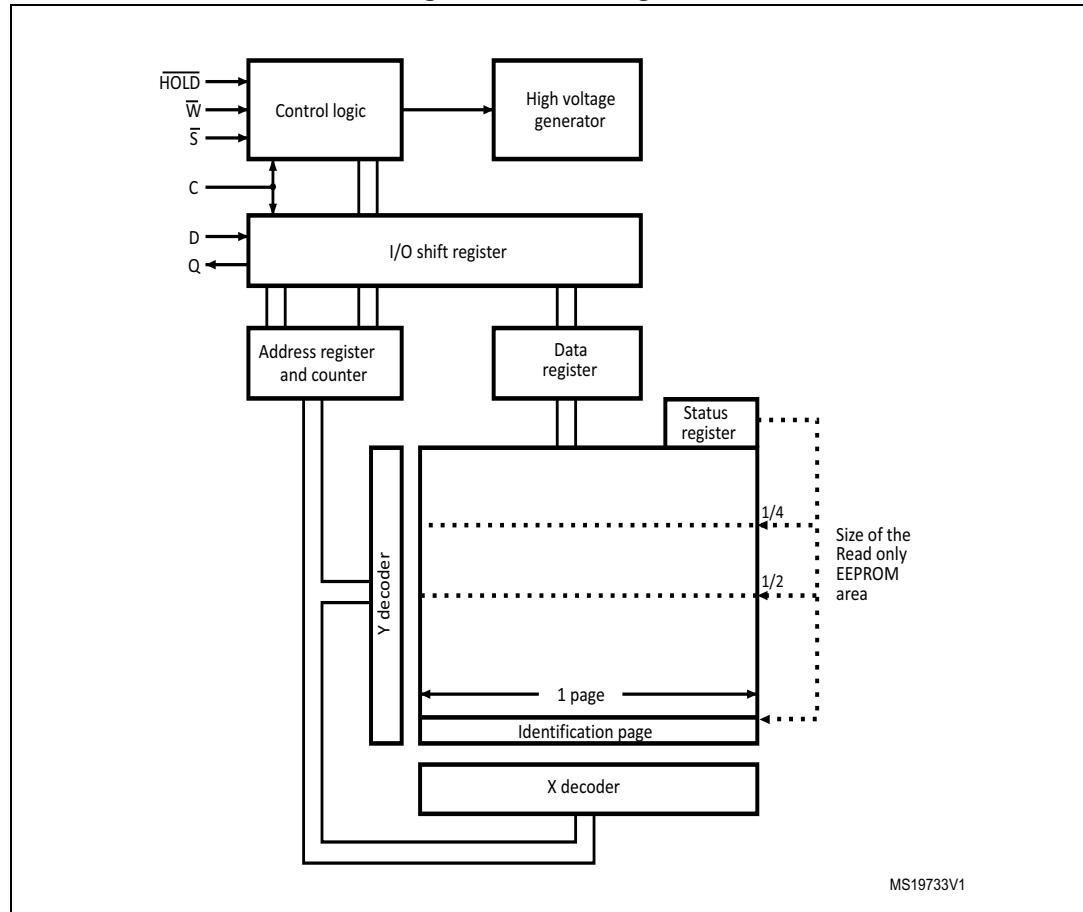 H̅O̅L̅D̅
W̅
S̅
C
D
Q
Control logic
High voltage
generator
I/O shift register
Address register
and counter
Data
register
Status
register
Y decoder
1/4
1/2
Size of the
Read only
EEPROM
area
1 page
Identification page
X decoder
MS19733V1